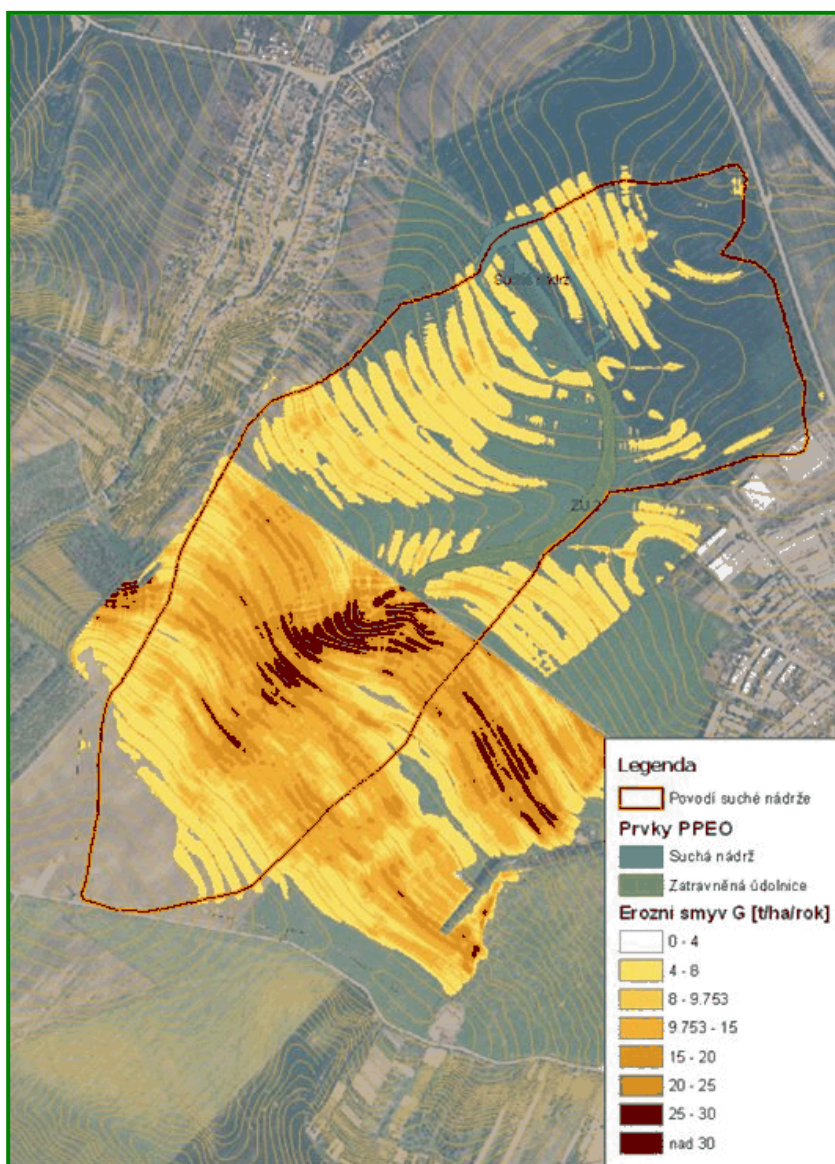 Suchá nádrž
Legenda
Povodí suché nádrže
Prvky PPEO
Suchá nádrž
Zatravněná údolnice
Erozní smyv G [t/ha/rok]
0 - 4
4 - 8
8 - 9.753
9.753 - 15
15 - 20
20 - 25
25 - 30
nad 30